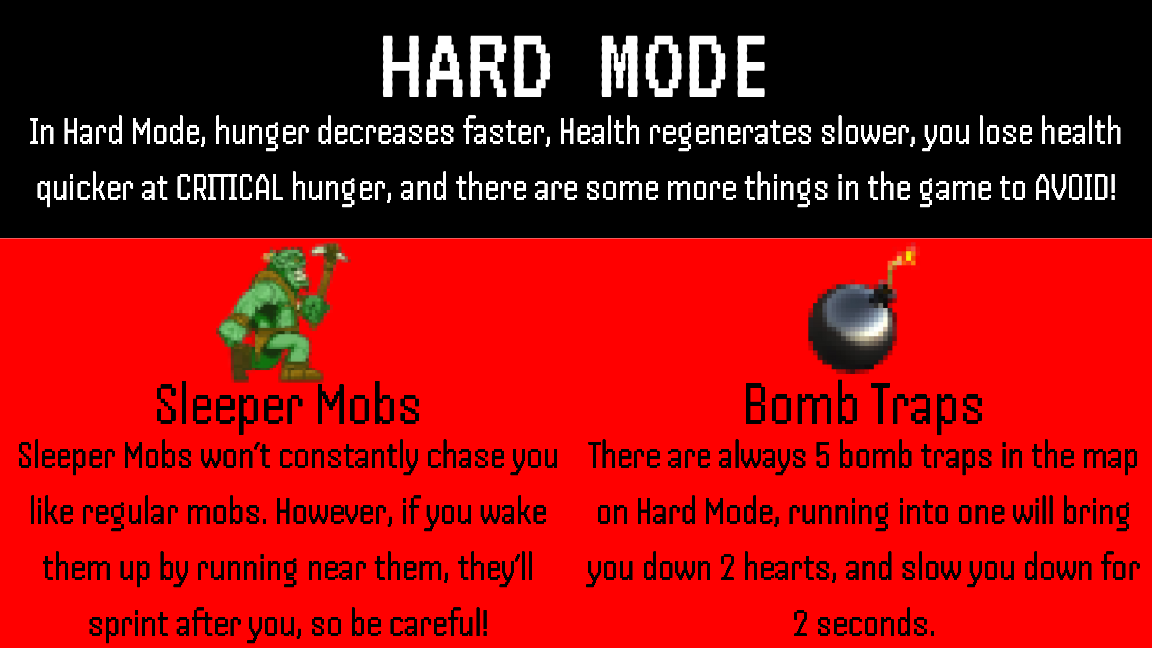 HARD MODE
In Hard Mode, hunger decreases faster, Health regenerates slower, you lose health
quicker at CRITICAL hunger, and there are some more things in the game to AVOID!
Sleeper Mobs
Sleeper Mobs won't constantly chase you
like regular mobs. However, if you wake
them up by running near them, they'll
sprint after you, so be careful!
Bomb Traps
There are always 5 bomb traps in the map
on Hard Mode, running into one will bring
you down 2 hearts, and slow you down for
2 seconds.